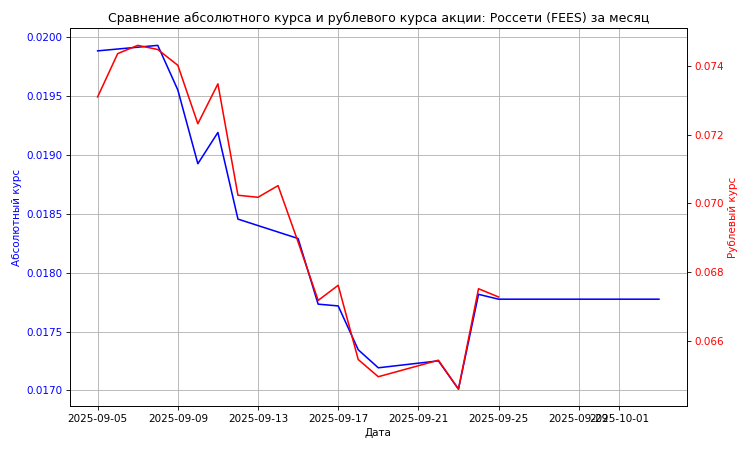 Сравнение абсолютного курса и рублевого курса акции: Россети (FEES) за месяц
0.0200
0.0195
0.0190
0.0185
0.0180
0.0175
0.0170
Абсолютный курс
0.074
0.072
0.070
0.068
0.066
Рублевый курс
2025-09-05 2025-09-09 2025-09-13 2025-09-17 2025-09-21 2025-09-25 2025-09-29 2025-10-01
Дата